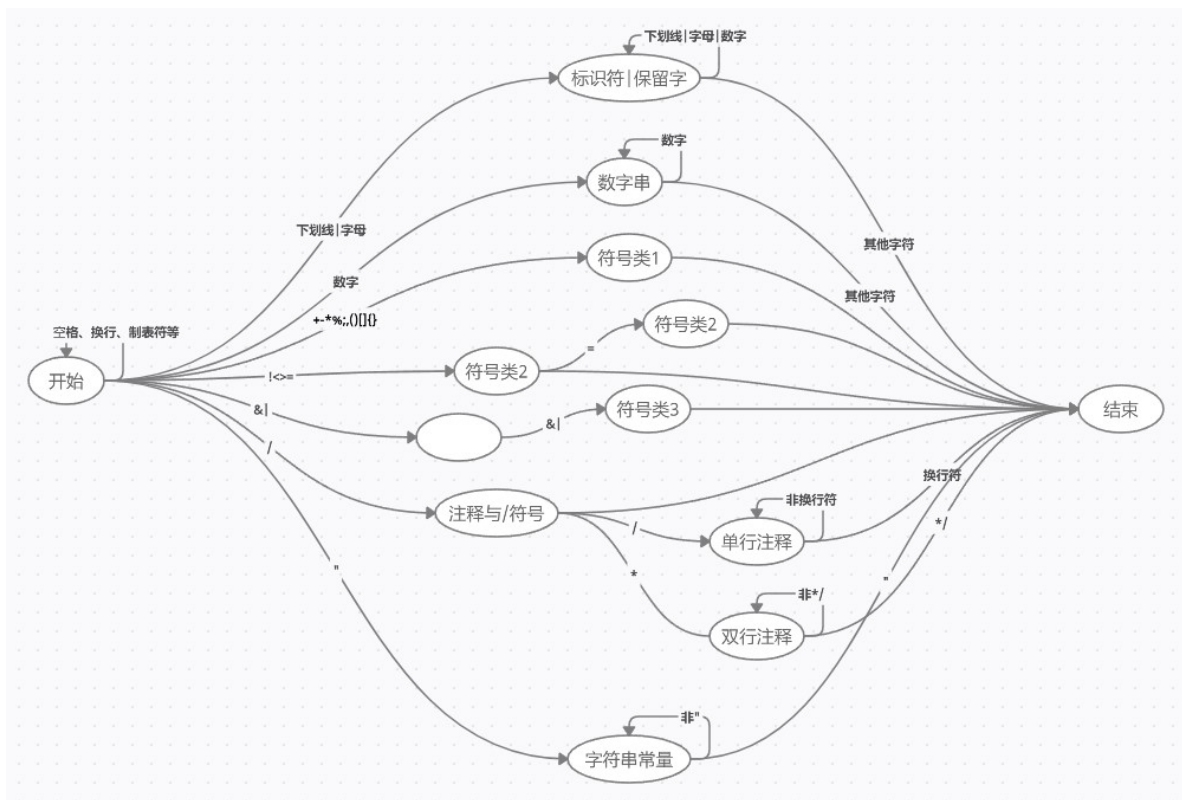 下划线|字母|数字
标识符|保留字
数字
数字串
下划线|字母
其他字符
符号类1
数字
其他字符
+-*%;,()[]{}
符号类2
空格、换行、制表符等
=
开始
!<>=
符号类2
&|
符号类3
结束
&|
/
换行符
注释与/符号
非换行符
/
单行注释
*/
"
*
"
非*/
双行注释
非"
字符串常量